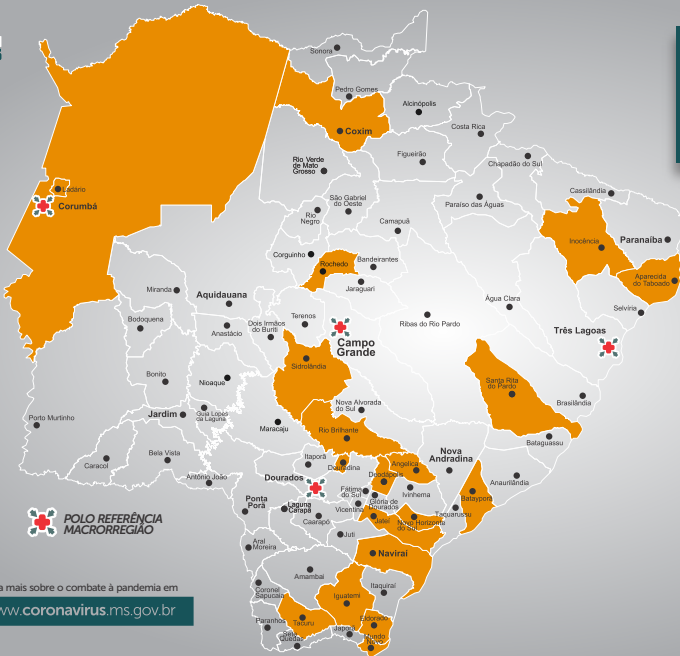 Sonora
Pedro Gomes
Alcinópolis
Coxim
Costa Rica
Figueirão
Chapadão do Sul
Rio Verde
de Mato
Grosso
Ladário
Corumbá
Cassilândia
São Gabriel
do Oeste
Paraíso das Águas
Rio
Negro
Camapuã
Inocência
Paranaíba
Corguinho
Rochedo
Bandeirantes
Aparecida
do Taboado
Jaraguari
Miranda
Aquidauana
Água Clara
Selvíria
Bodoquena
Anastácio
Dois Irmãos
do Buriti
Terenos
Ribas do Rio Pardo
Três Lagoas
Campo
Grande
Sidrolândia
Bonito
Nioaque
Santa Rita
do Pardo
Brasilândia
Nova Alvorada
do Sul
Porto Murtinho
Jardim
Guia Lopes
da Laguna
Maracaju
Rio Brilhante
Bataguassu
Caracol
Bela Vista
Itaporã
Douradina
Angelica
Nova
Andradina
Antônio João
Dourados
Deodápolis
Anaurilândia
Fátima
do Sul
Ivinhema
Batayporã
Ponta
Porã
Laguna
Carapã
Vicentina
Glória de
Dourados
Taquarussu
Caarapó
Jateí
Novo Horizonte
do Sul
POLO REFERÊNCIA
MACRORREGIÃO
Juti
Aral
Moreira
Naviraí
Amambai
a mais sobre o combate à pandemia em
Coronel
Sapucaia
Itaquiraí
Iguatemi
ww.coronavirus.ms.gov.br
Paranhos
Tacuru
Eldorado
Sete
Quedas
Japorã
Mundo
Novo